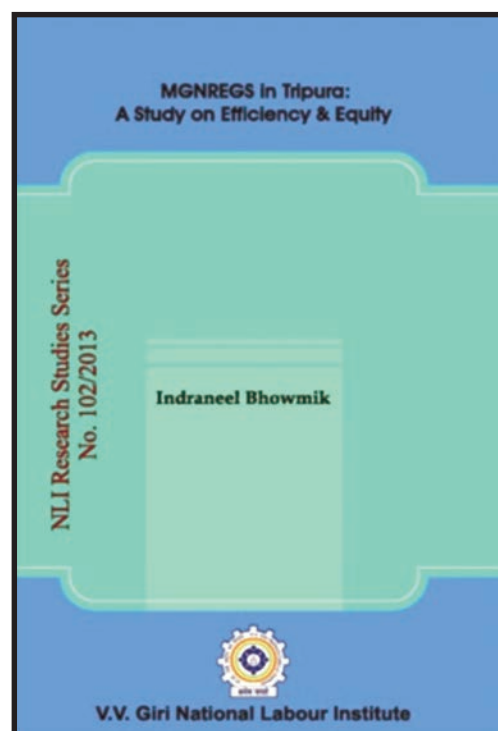 MGNREGS in Tripura:
A Study on Efficiency & Equity
NLI Research Studies Series
No. 102/2013
Indraneel Bhowmik
V.V. Giri National Labour Institute